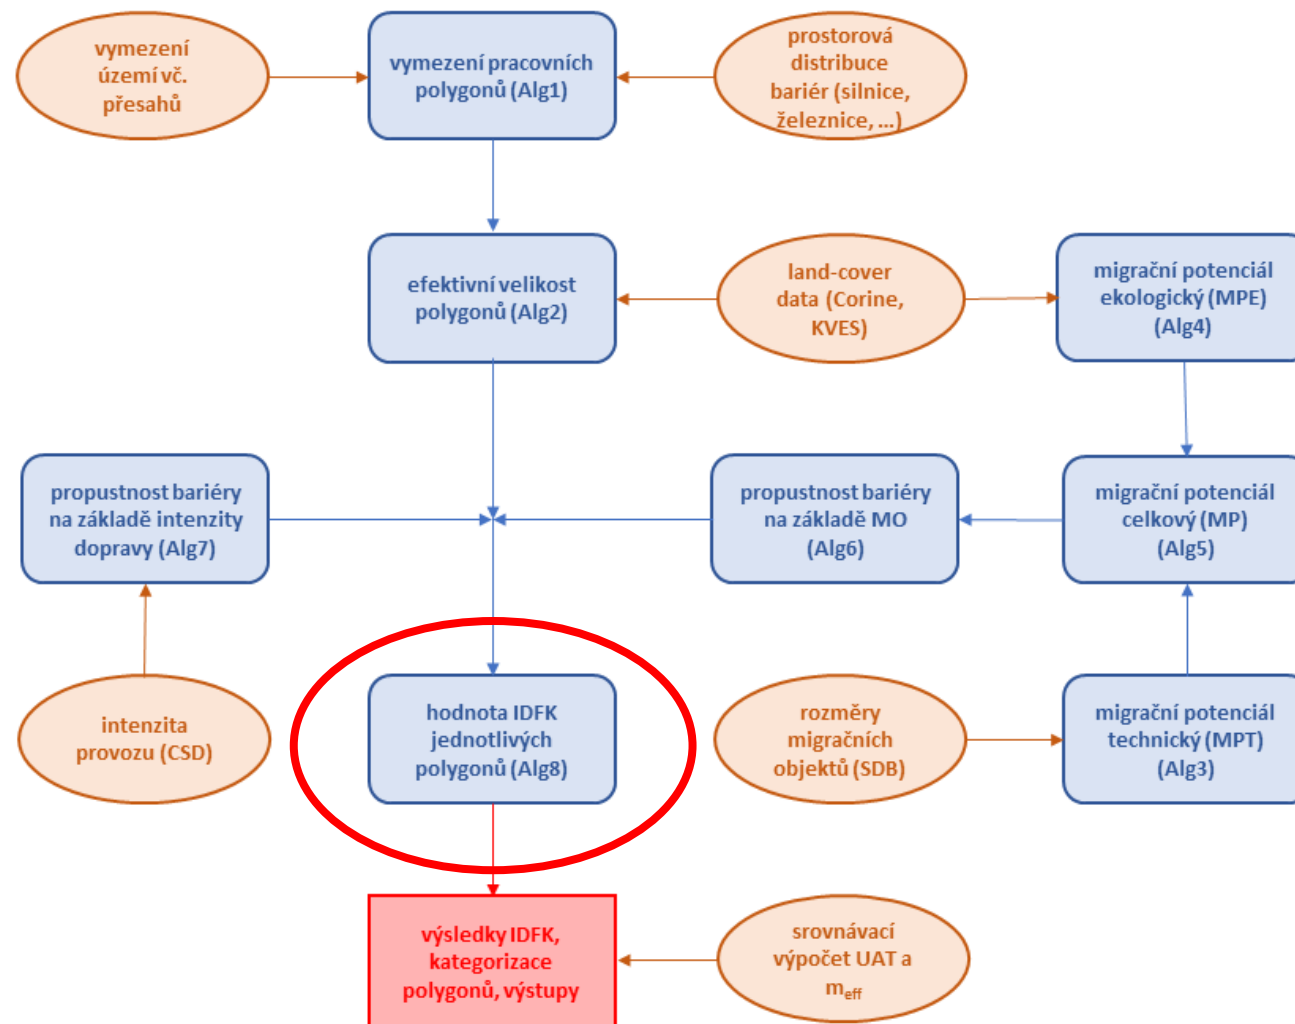 vymezení
území vč.
přesahů
vymezení pracovních
polygonů (Alg1)
prostorová
distribuce
bariér (silnice,
železnice, ...)
efektivní velikost
polygonů (Alg2)
land-cover
data (Corine,
KVES)
migrační potenciál
ekologický (MPE)
(Alg4)
propustnost bariéry
na základě intenzity
dopravy (Alg7)
propustnost bariéry
na základě MO
(Alg6)
migrační potenciál
celkový (MP)
(Alg5)
intenzita
provozu (CSD)
hodnota IDFK
jednotlivých
polygonů (Alg8)
rozměry
migračních
objektů (SDB)
migrační potenciál
technický (MPT)
(Alg3)
výsledky IDFK,
kategorizace
polygonů, výstupy
srovnávací
výpočet UAT a
m_eff